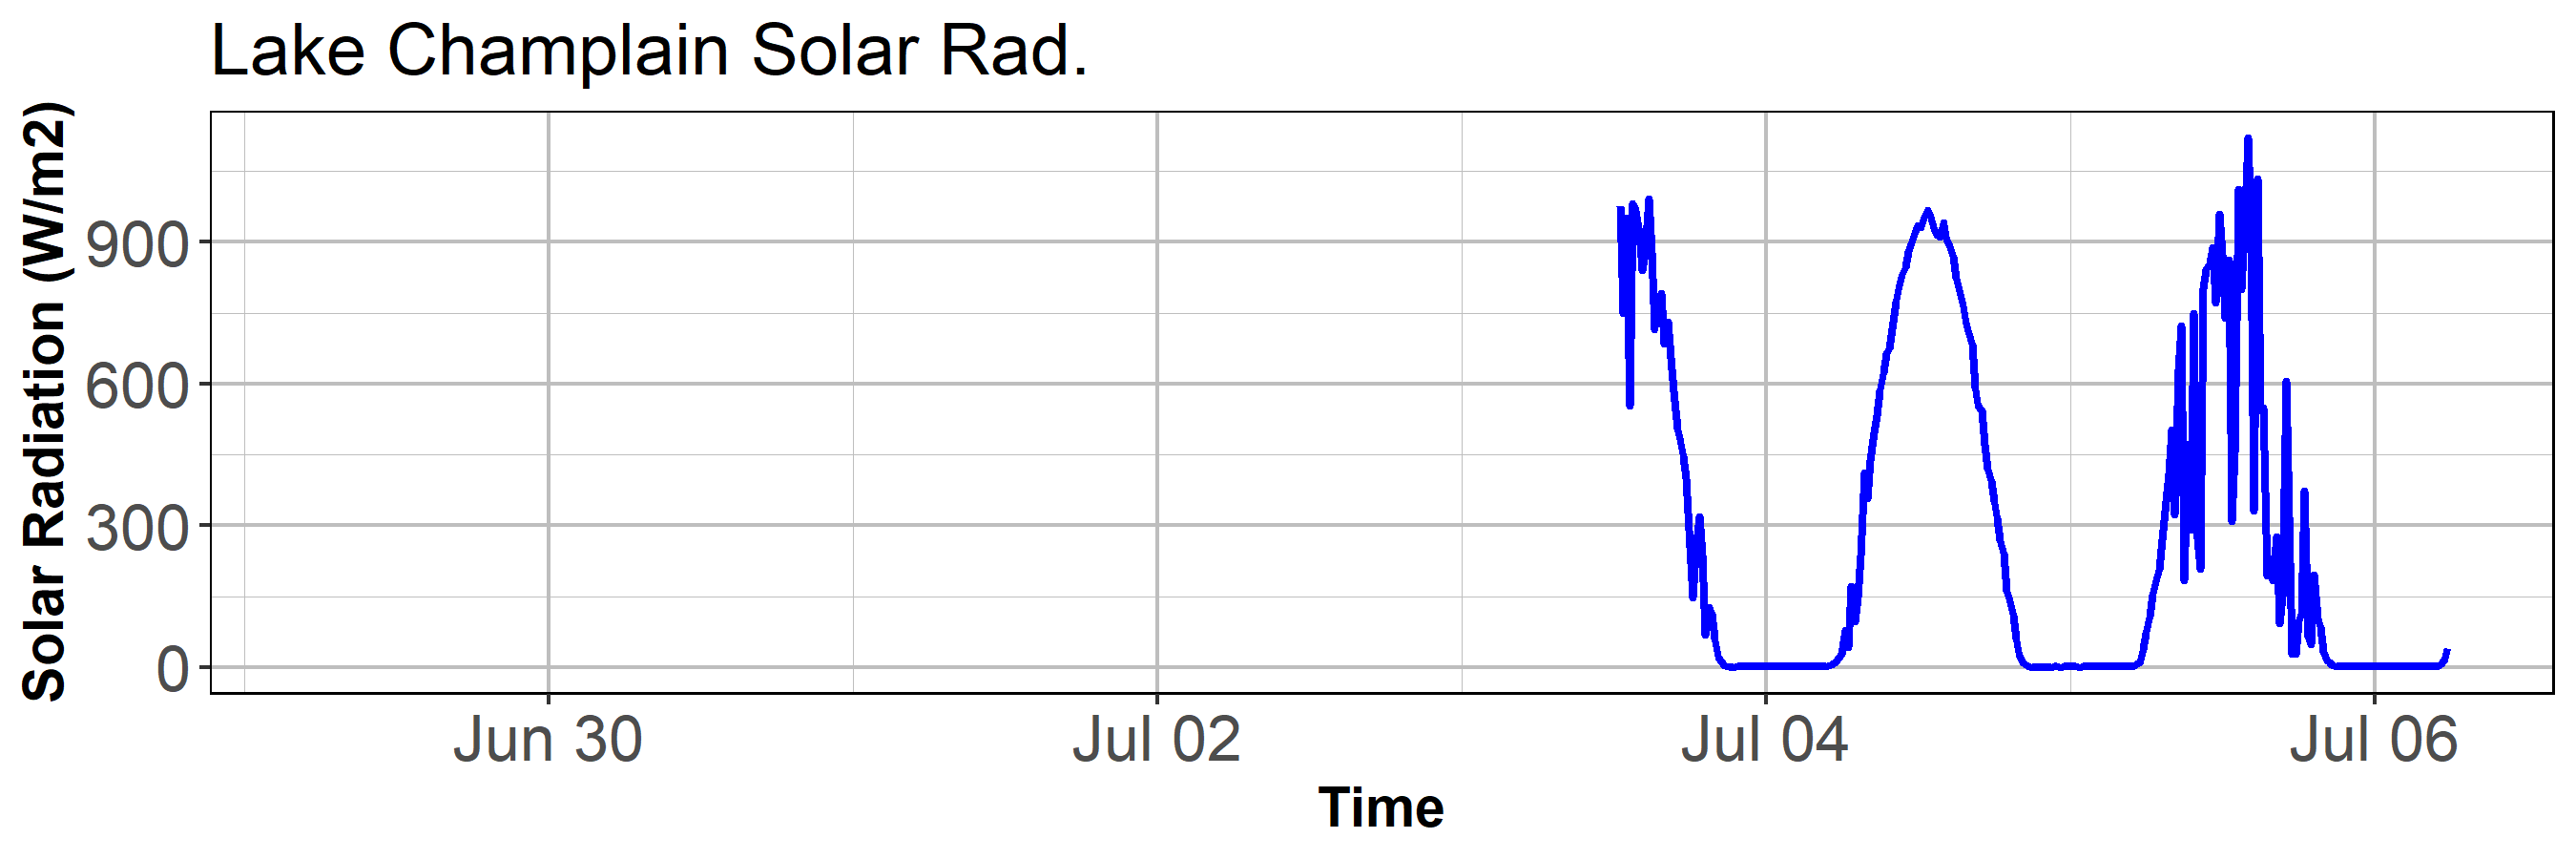 Lake Champlain Solar Rad.
Solar Radiation (W/m2)
900
600
300
0
Jun 30
Jul 02
Jul 04
Jul 06
Time